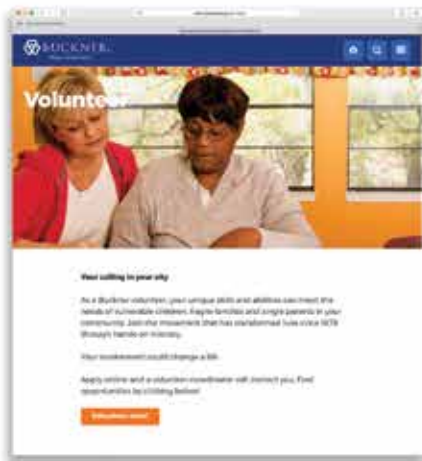 BUCKNER
Volunteer
Your calling in your city
As a Buckner volunteer, your unique skills and abilities can meet the
needs of vulnerable children, fragile families and single parents in your
community. Join the movement that has transformed lives since 1879
through hands-on ministry.
Your involvement could change a life.
Apply online and a volunteer coordinator will contact you. Find
opportunities by clicking below!
Volunteer now!